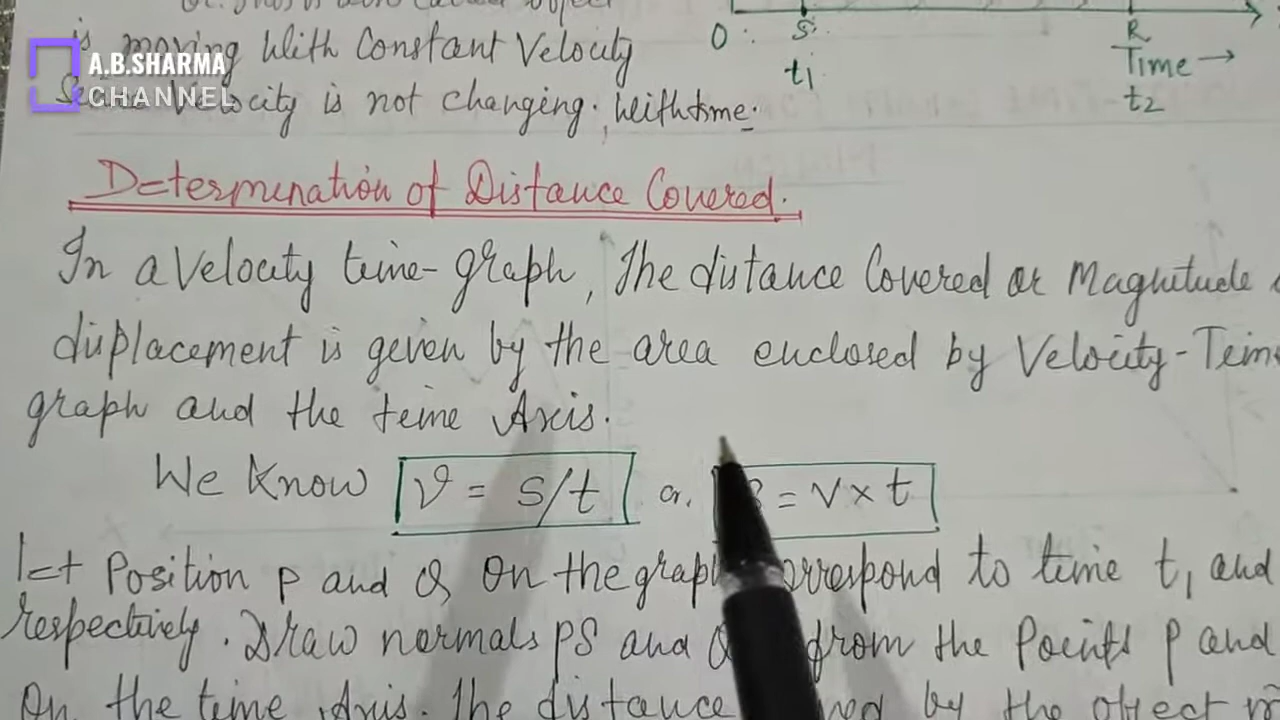 is moving With Constant Velocity
A.B.SHARMA
CHANNEL
Velocity is not changing. Withtime.
O S R
Time →
t1 t2
Determination of Distance Covered.
In a Velocity time-graph, The distance Covered or Magnitude
displacement is given by the area enclosed by Velocity-Time
graph and the time Axis.
We Know v = s/t or. = v × t
let Position P and Q On the graph correspond to time t1 and
respectively. Draw normals PS and from the Points P and
On the time Axis. The distance by the object